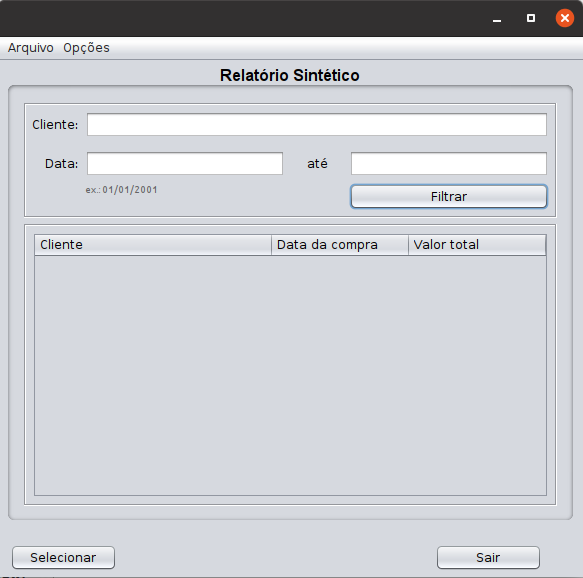 Arquivo Opções
Relatório Sintético
Cliente:
Data: até
ex.: 01/01/2001
Filtrar
Cliente Data da compra Valor total
Selecionar Sair